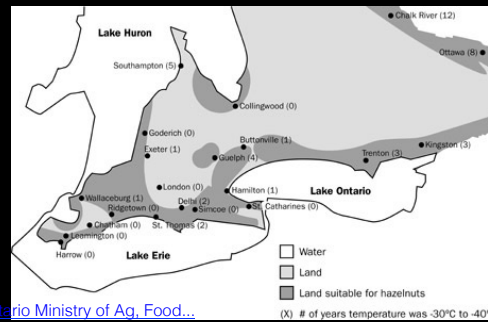 Chalk River (12)
Lake Huron
Ottawa (8)
Southampton (5)
Collingwood (0)
Goderich (0)
Buttonville (1)
Kingston (3)
Exeter (1)
Guelph (4)
Trenton (3)
London (0)
Hamilton (1)
Lake Ontario
Wallaceburg (1)
Delhi (2)
Ridgetown (0)
Simcoe (0)
St. Catharines (0)
Chatham (0)
St. Thomas (2)
Leamington (0)
Harrow (0)
Lake Erie
Water
Land
Land suitable for hazelnuts
(X) # of years temperature was -30ºC to -40º
tario Ministry of Ag, Food...